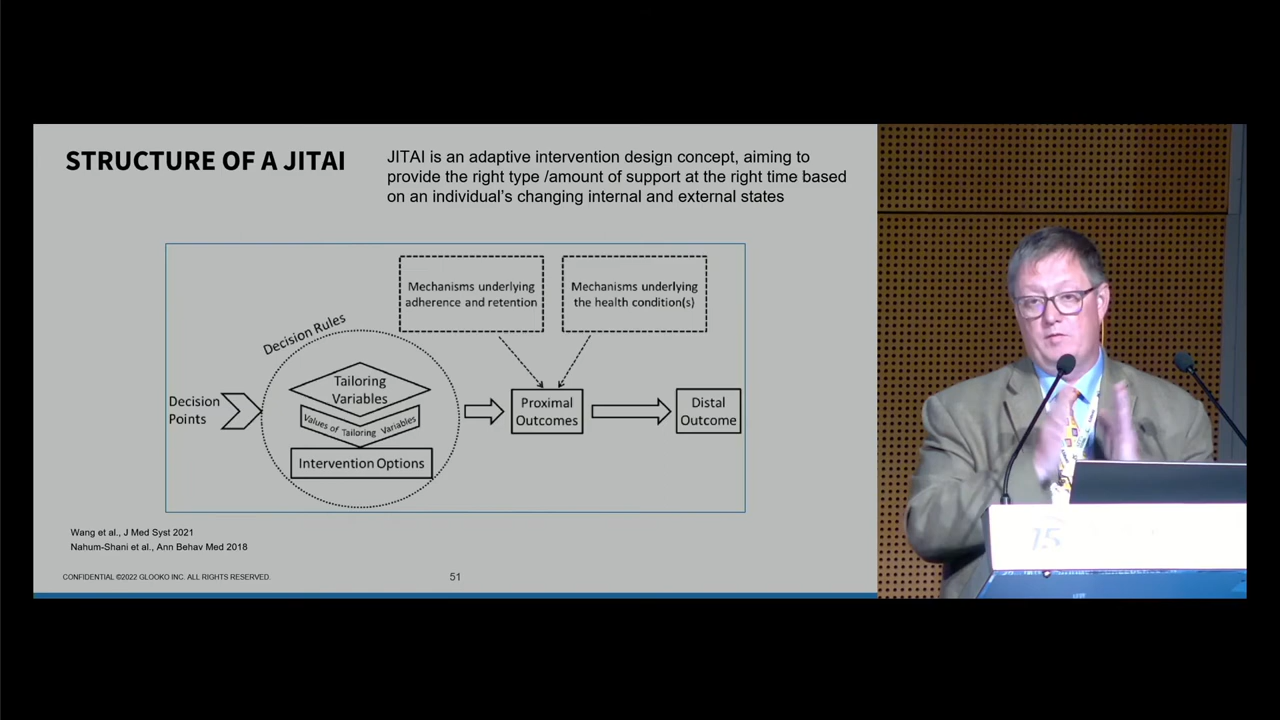 STRUCTURE OF A JITAI
JITAI is an adaptive intervention design concept, aiming to
provide the right type /amount of support at the right time based
on an individual's changing internal and external states
Mechanisms underlying
adherence and retention
Mechanisms underlying
the health condition(s)
Decision Rules
Decision
Points
Tailoring
Variables
Values of Tailoring Variables
Intervention Options
Proximal
Outcomes
Distal
Outcome
Wang et al., J Med Syst 2021
Nahum-Shani et al., Ann Behav Med 2018
CONFIDENTIAL ©2022 GLOOKO INC. ALL RIGHTS RESERVED.
51
15